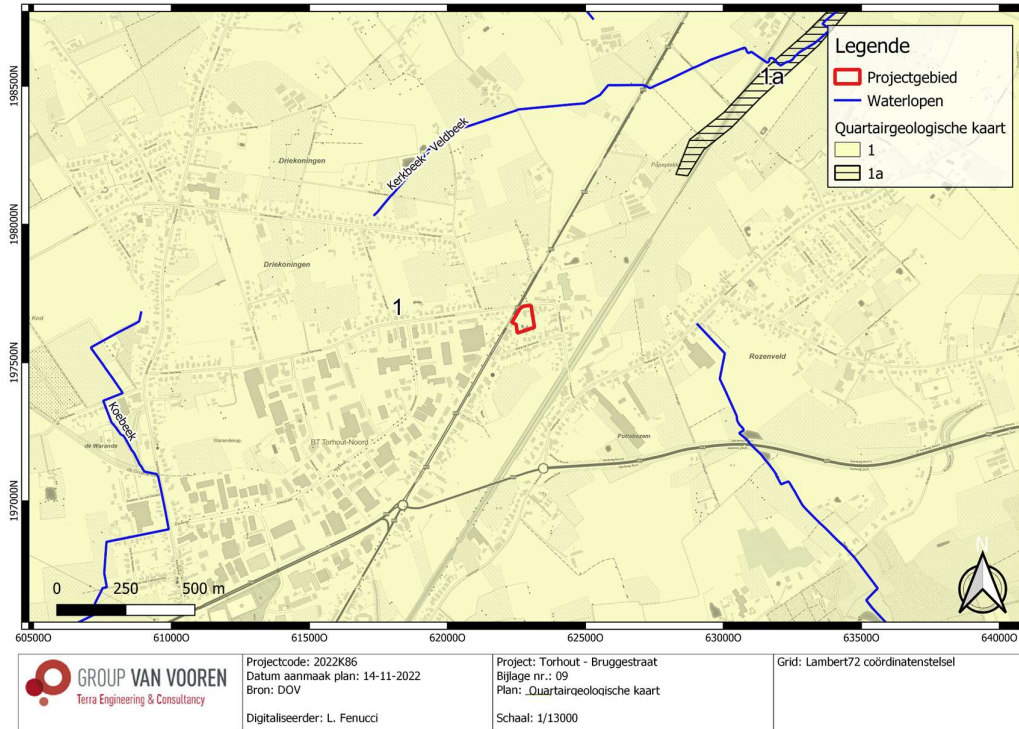 Legende
Projectgebied
Waterlopen
Quartairgeologische kaart
1
1a
1a
Kerkbeek - Veldbeek
Driekoningen
Driekoningen
1
Rozenveld
Koebeek
de Warande
Warandekop
BT Torhout-Noord
N
0 250 500 m
198500N
198000N
197500N
197000N
605000 610000 615000 620000 625000 630000 635000 640000
GROUP VAN VOOREN
Terra Engineering & Consultancy
Projectcode: 2022K86
Datum aanmaak plan: 14-11-2022
Bron: DOV
Digitaliseerder: L. Fenucci
Project: Torhout - Bruggestraat
Bijlage nr.: 09
Plan: Quartairgeologische kaart
Schaal: 1/13000
Grid: Lambert72 coördinatenstelsel